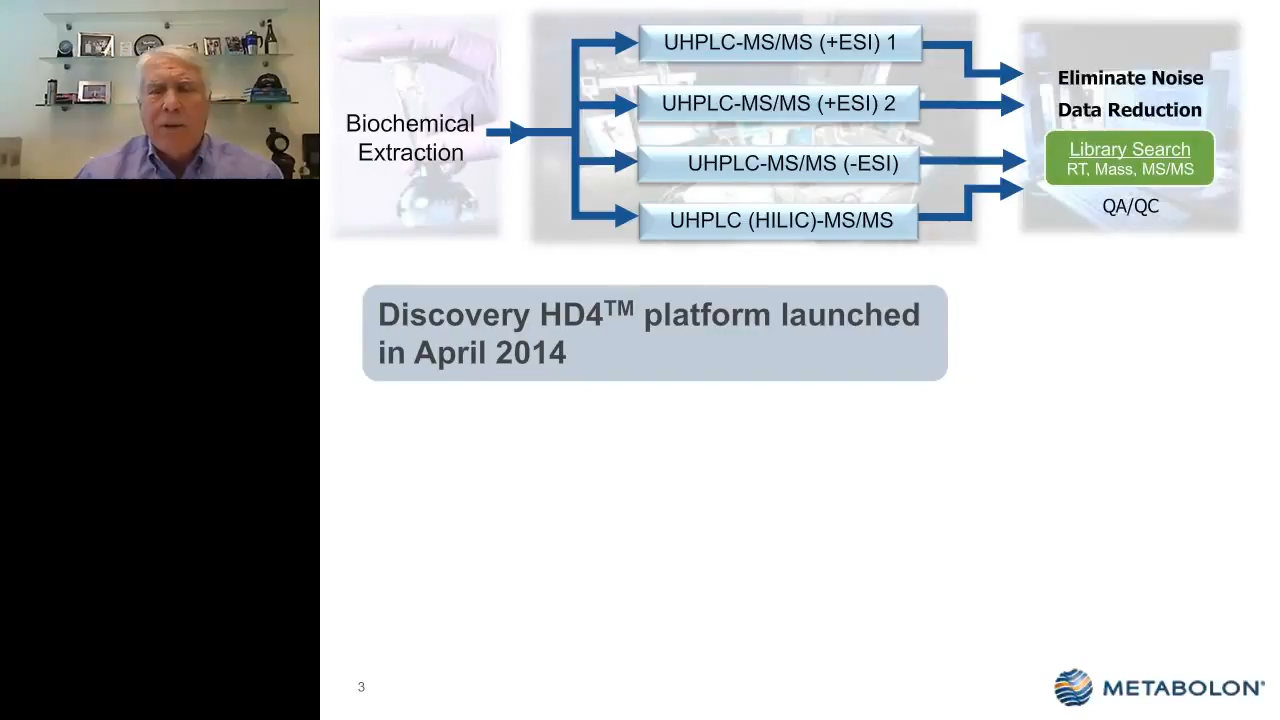 Biochemical
Extraction
UHPLC-MS/MS (+ESI) 1
UHPLC-MS/MS (+ESI) 2
UHPLC-MS/MS (-ESI)
UHPLC (HILIC)-MS/MS
Eliminate Noise
Data Reduction
Library Search
RT, Mass, MS/MS
QA/QC
Discovery HD4TM platform launched
in April 2014
3
METABOLON®